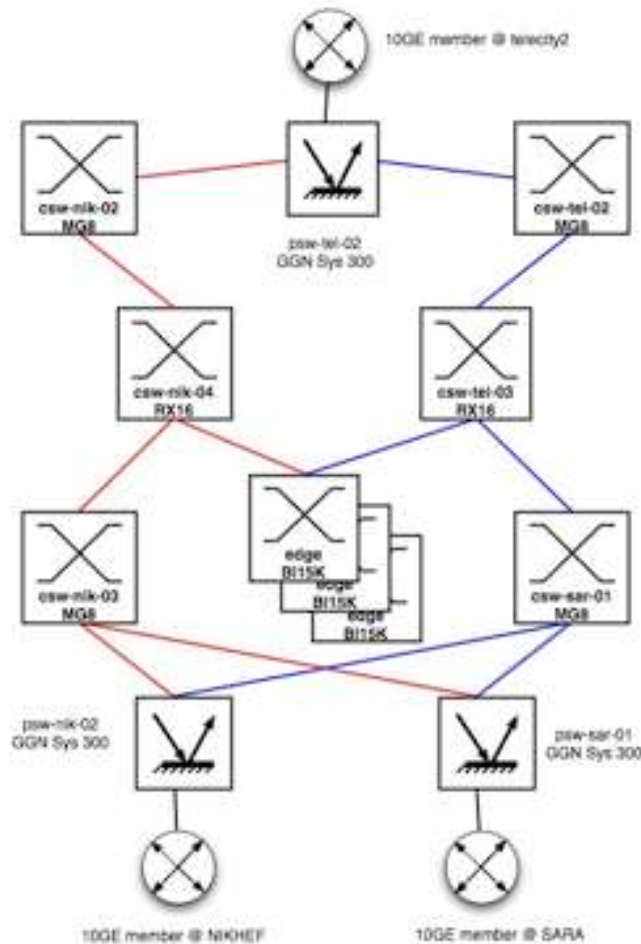 10GE member @ telecity2
csw-nik-02
MG8
csw-tel-02
MG8
psw-tel-02
GGN Sys 300
csw-nik-04
RX16
csw-tel-03
RX16
edge
BI15K
edge
BI15K
edge
BI15K
csw-nik-03
MG8
csw-sar-01
MG8
psw-nik-02
GGN Sys 300
psw-sar-01
GGN Sys 300
10GE member @ NIKHEF
10GE member @ SARA